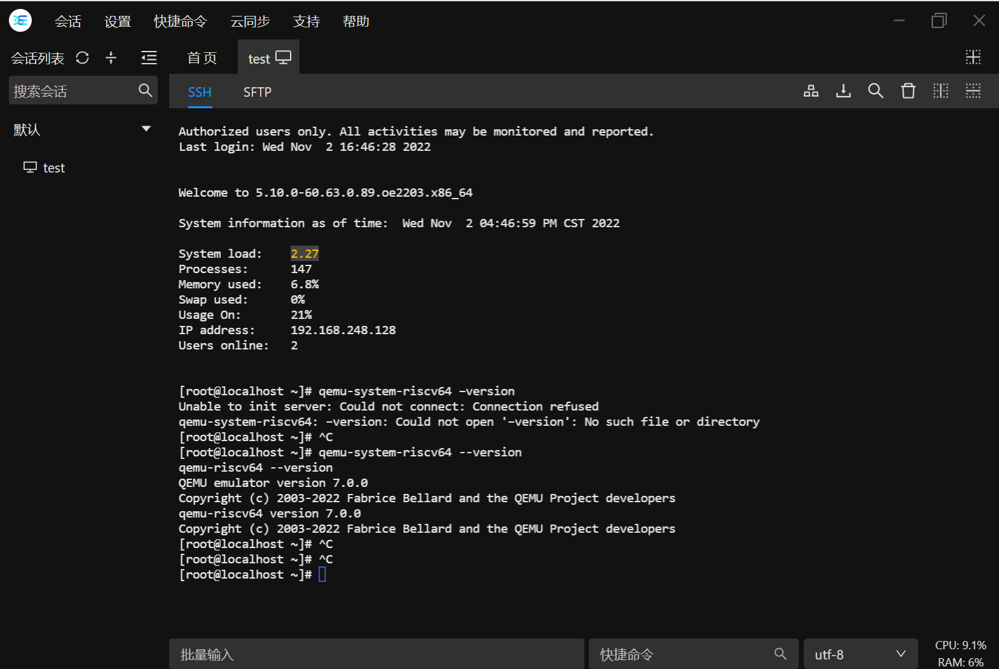 会话 设置 快捷命令 云同步 支持 帮助
会话列表 首页 test
搜索会话 SSH SFTP
默认
test
Authorized users only. All activities may be monitored and reported.
Last login: Wed Nov  2 16:46:28 2022
Welcome to 5.10.0-60.63.0.89.oe2203.x86_64
System information as of time:  Wed Nov  2 04:46:59 PM CST 2022
System load:    2.27
Processes:      147
Memory used:    6.8%
Swap used:      0%
Usage On:       21%
IP address:     192.168.248.128
Users online:   2
[root@localhost ~]# qemu-system-riscv64 –version
Unable to init server: Could not connect: Connection refused
qemu-system-riscv64: –version: Could not open '–version': No such file or directory
[root@localhost ~]# ^C
[root@localhost ~]# qemu-system-riscv64 --version
qemu-riscv64 --version
QEMU emulator version 7.0.0
Copyright (c) 2003-2022 Fabrice Bellard and the QEMU Project developers
qemu-riscv64 version 7.0.0
Copyright (c) 2003-2022 Fabrice Bellard and the QEMU Project developers
[root@localhost ~]# ^C
[root@localhost ~]# ^C
[root@localhost ~]#
批量输入 快捷命令 utf-8
CPU: 9.1%
RAM: 6%